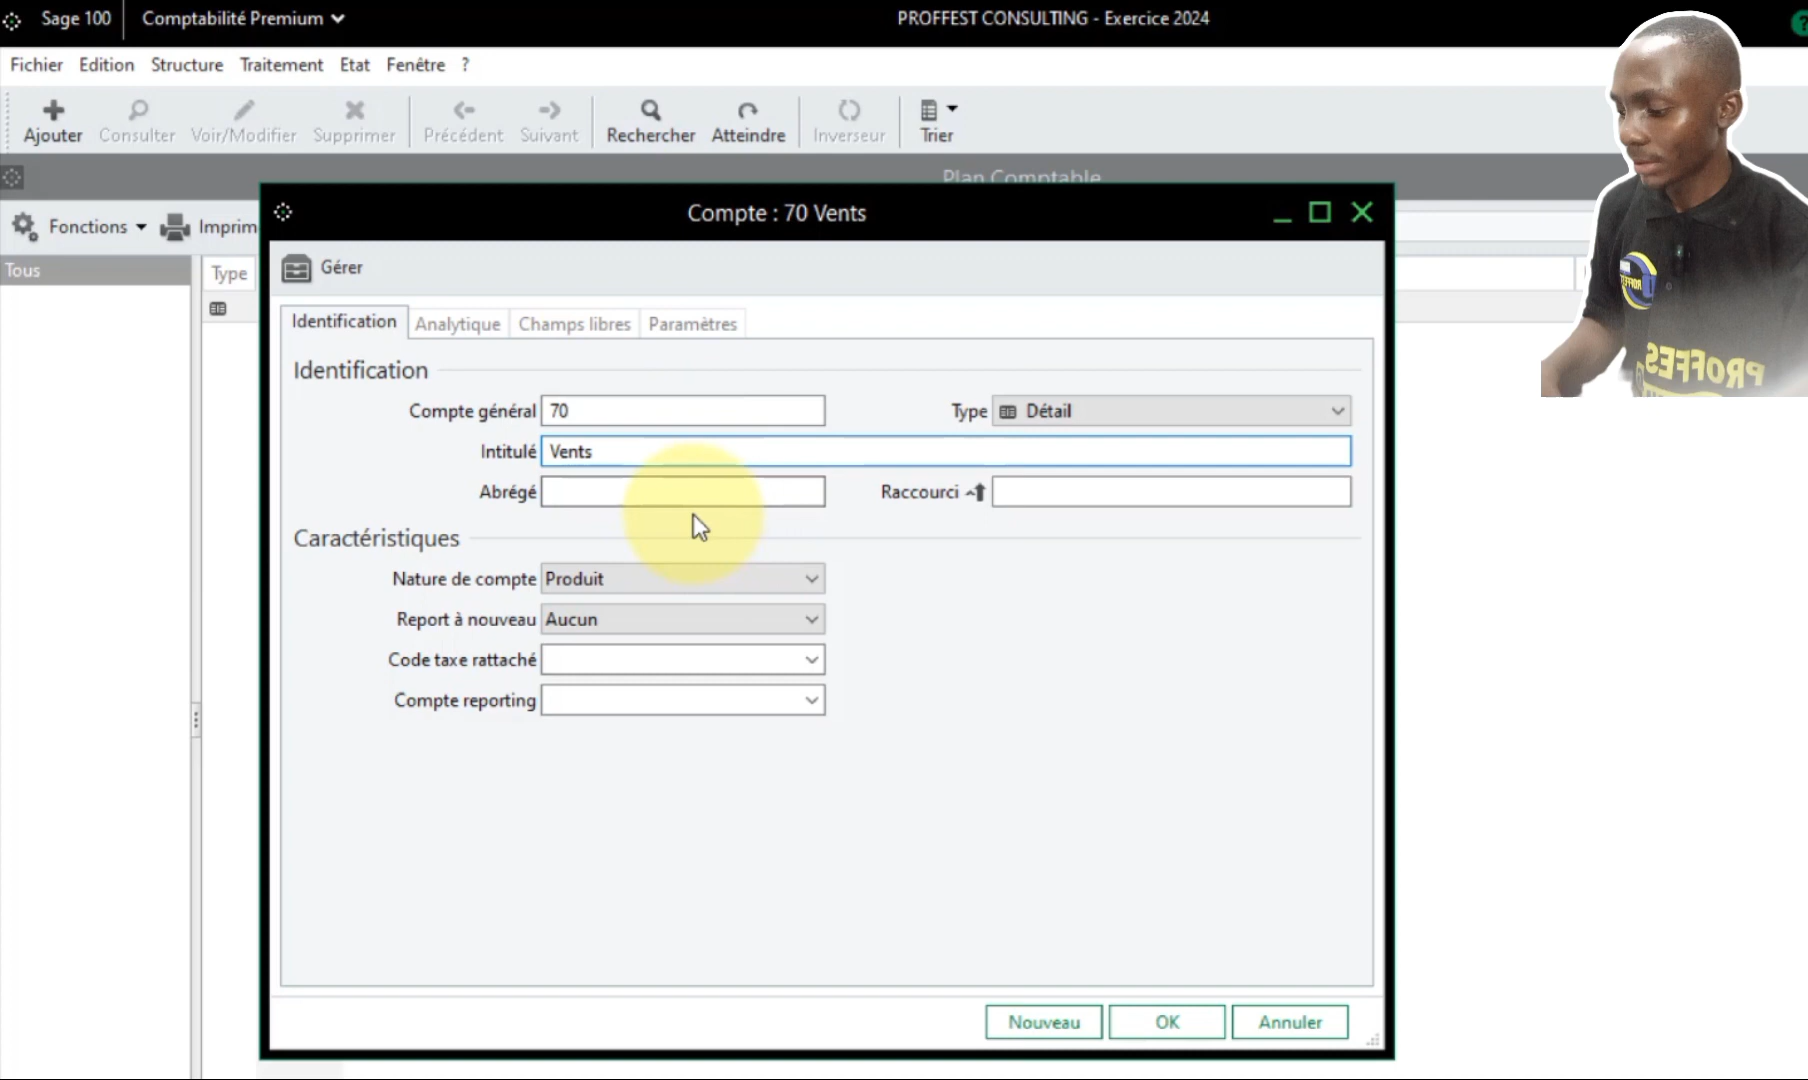 Sage 100 Comptabilité Premium PROFFEST CONSULTING - Exercice 2024 ?
Fichier Edition Structure Traitement Etat Fenêtre ?
Ajouter Consulter Voir/Modifier Supprimer Précédent Suivant Rechercher Atteindre Inverseur Trier
Plan Comptable
Fonctions Imprim
Compte : 70 Vents
Tous
Type
Gérer
Identification Analytique Champs libres Paramètres
Identification
Compte général 70 Type Détail
Intitulé Vents
Abrégé Raccourci
Caractéristiques
Nature de compte Produit
Report à nouveau Aucun
Code taxe rattaché
Compte reporting
Nouveau OK Annuler
PROFFEST